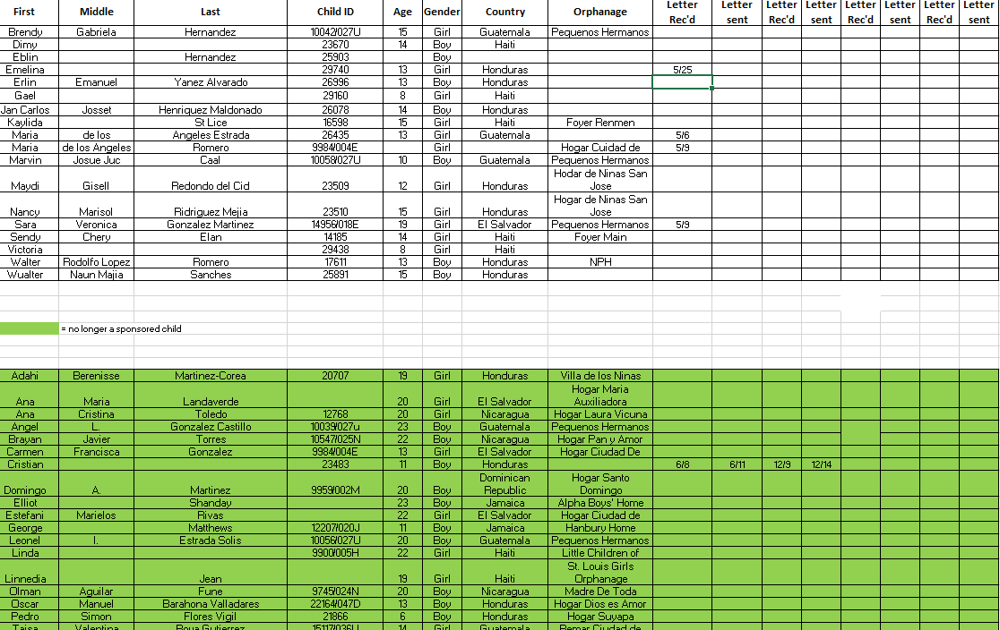 First Middle Last Child ID Age Gender Country Orphanage Letter Rec'd Letter sent Letter Rec'd Letter sent Letter Rec'd Letter sent Letter Rec'd Letter sent
Brendy Gabriela Hernandez 10042/027U 15 Girl Guatemala Pequenos Hermanos
Dimy 23670 14 Boy Haiti
Eblin Hernandez 25903 Boy
Emelina 29740 13 Girl Honduras 5/25
Erlin Emanuel Yanez Alvarado 26996 13 Boy Honduras
Gael 29160 8 Girl Haiti
Jan Carlos Josset Henriquez Maldonado 26078 14 Boy Honduras
Kaylida St Lice 16598 15 Girl Haiti Foyer Renmen
Maria de los Angeles Estrada 26435 13 Girl Guatemala 5/6
Maria de los Angeles Romero 9984/004E Girl Hogar Cuidad de 5/9
Marvin Josue Juc Caal 10058/027U 10 Boy Guatemala Pequenos Hermanos
Maydi Gisell Redondo del Cid 23509 12 Girl Honduras Hodar de Ninas San Jose
Nancy Marisol Ridriguez Mejia 23510 15 Girl Honduras Hogar de Ninas San Jose
Sara Veronica Gonzalez Martinez 14956/018E 19 Girl El Salvador Pequenos Hermanos 5/9
Sendy Chery Elan 14185 14 Girl Haiti Foyer Main
Victoria 29438 8 Girl Haiti
Walter Rodolfo Lopez Romero 17611 13 Boy Honduras NPH
Wualter Naun Majia Sanches 25891 15 Boy Honduras
= no longer a sponsored child
Adahi Berenisse Martinez-Corea 20707 19 Girl Honduras Villa de los Ninas
Ana Maria Landaverde 20 Girl El Salvador Hogar Maria Auxiliadora
Ana Cristina Toledo 12768 20 Girl Nicaragua Hogar Laura Vicuna
Angel L. Gonzalez Castillo 10039/027u 23 Boy Guatemala Pequenos Hermanos
Brayan Javier Torres 10547/025N 22 Boy Nicaragua Hogar Pan y Amor
Carmen Francisca Gonzalez 9984/004E 13 Girl El Salvador Hogar Ciudad De
Cristian 23483 11 Boy Honduras 6/8 6/11 12/9 12/14
Domingo A. Martinez 9959/002M 20 Boy Dominican Republic Hogar Santo Domingo
Elliot Shanday 23 Boy Jamaica Alpha Boys' Home
Estefani Marielos Rivas 22 Girl El Salvador Hogar Ciudad de
George Matthews 12207/020J 11 Boy Jamaica Hanbury Home
Leonel I. Estrada Solis 10056/027U 20 Boy Guatemala Pequenos Hermanos
Linda 9900/005H 22 Girl Haiti Little Children of
Linnedia Jean 19 Girl Haiti St. Louis Girls Orphanage
Olman Aguilar Fune 9745/024N 20 Boy Nicaragua Madre De Toda
Oscar Manuel Barahona Valladares 22164/047D 13 Boy Honduras Hogar Dios es Amor
Pedro Simon Flores Vigil 21866 6 Boy Honduras Hogar Suyapa
Valentina 14 Girl Guatemala